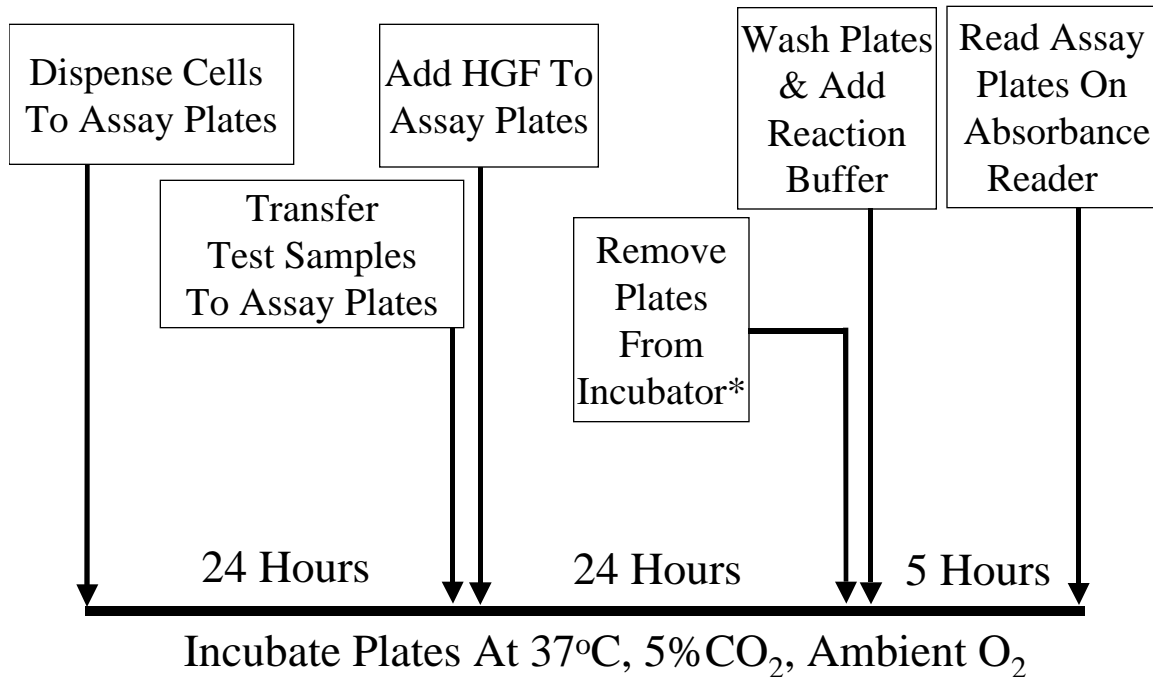 Dispense Cells
To Assay Plates
Transfer
Test Samples
To Assay Plates
Add HGF To
Assay Plates
Remove
Plates
From
Incubator*
Wash Plates
& Add
Reaction
Buffer
Read Assay
Plates On
Absorbance
Reader
24 Hours
24 Hours
5 Hours
Incubate Plates At 37°C, 5%CO₂, Ambient O₂